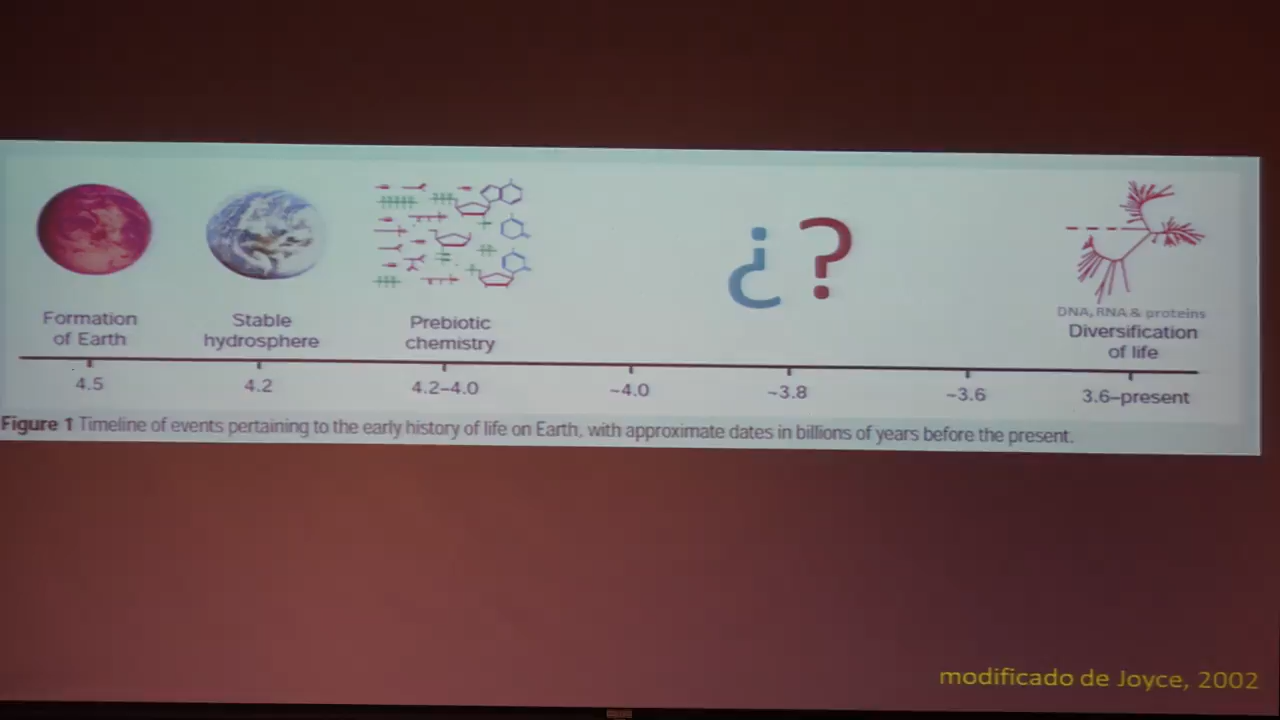 ¿?
Formation
of Earth
Stable
hydrosphere
Prebiotic
chemistry
DNA, RNA & proteins
Diversification
of life
4.5
4.2
4.2–4.0
~4.0
~3.8
~3.6
3.6–present
Figure 1 Timeline of events pertaining to the early history of life on Earth, with approximate dates in billions of years before the present.
modificado de Joyce, 2002